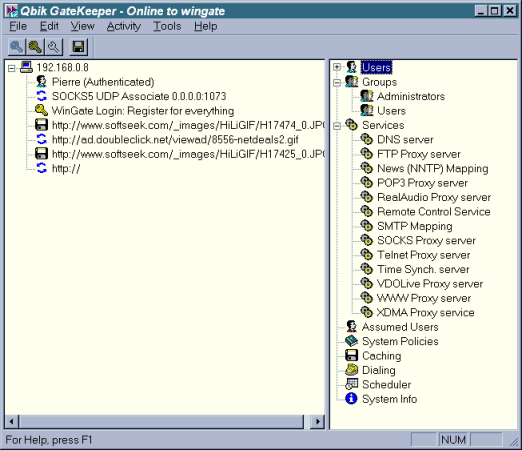 Qbik GateKeeper - Online to wingate
File Edit View Activity Tools Help
192.168.0.8
Pierre (Authenticated)
SOCKS5 UDP Associate 0.0.0.0:1073
WinGate Login: Register for everything
http://www.softseek.com/_images/HiLiGIF/H17474_0.JP
http://ad.doubleclick.net/viewad/8556-netdeals2.gif
http://www.softseek.com/_images/HiLiGIF/H17425_0.JP
http://
Users
Groups
Administrators
Users
Services
DNS server
FTP Proxy server
News (NNTP) Mapping
POP3 Proxy server
RealAudio Proxy server
Remote Control Service
SMTP Mapping
SOCKS Proxy server
Telnet Proxy server
Time Synch. server
VDOLive Proxy server
WWW Proxy server
XDMA Proxy service
Assumed Users
System Policies
Caching
Dialing
Scheduler
System Info
For Help, press F1
NUM